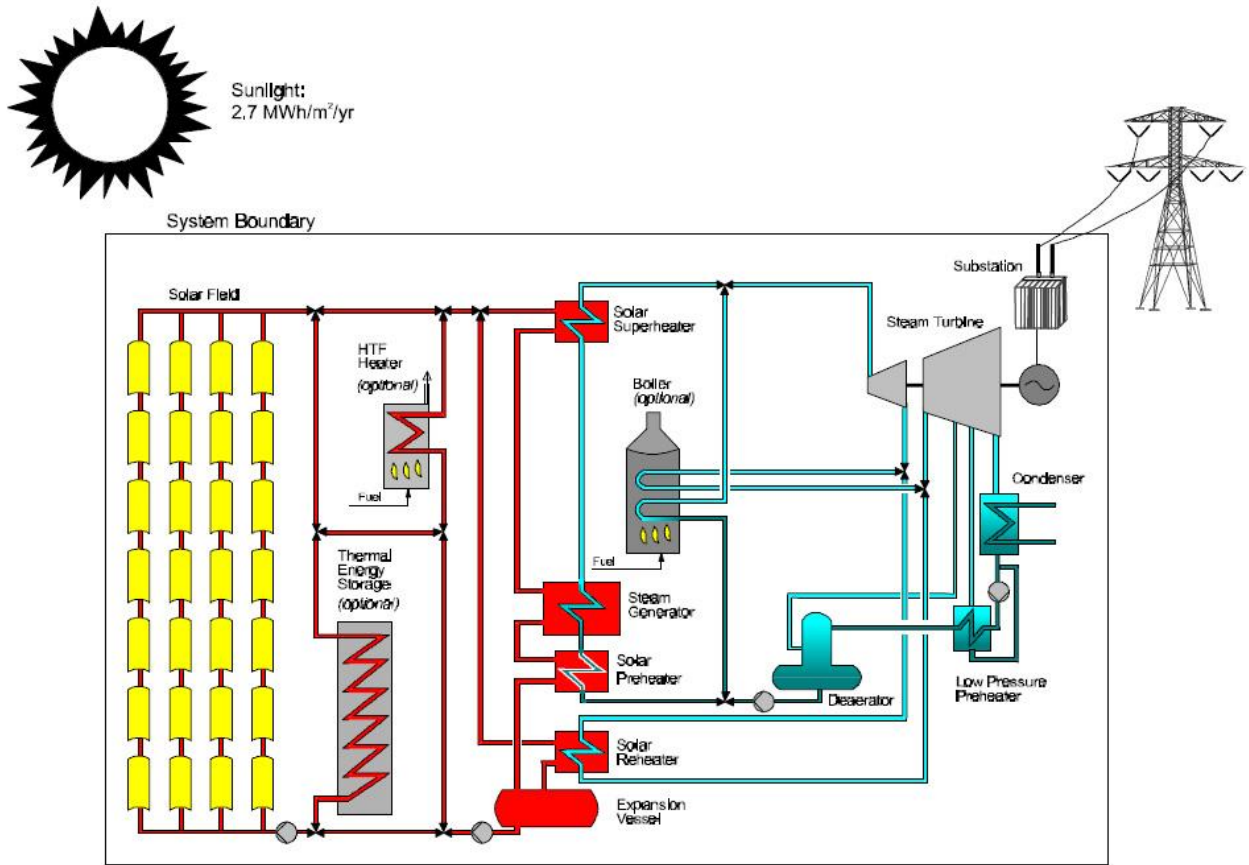 Sunlight:
2,7 MWh/m²/yr
System Boundary
Substation
Solar Field
Solar
Superheater
Steam Turbine
HTF
Heater
(optional)
Boiler
(optional)
Condenser
Fuel
Thermal
Energy
Storage
(optional)
Fuel
Steam
Generator
Solar
Preheater
Deaerator
Low Pressure
Preheater
Solar
Reheater
Expansion
Vessel